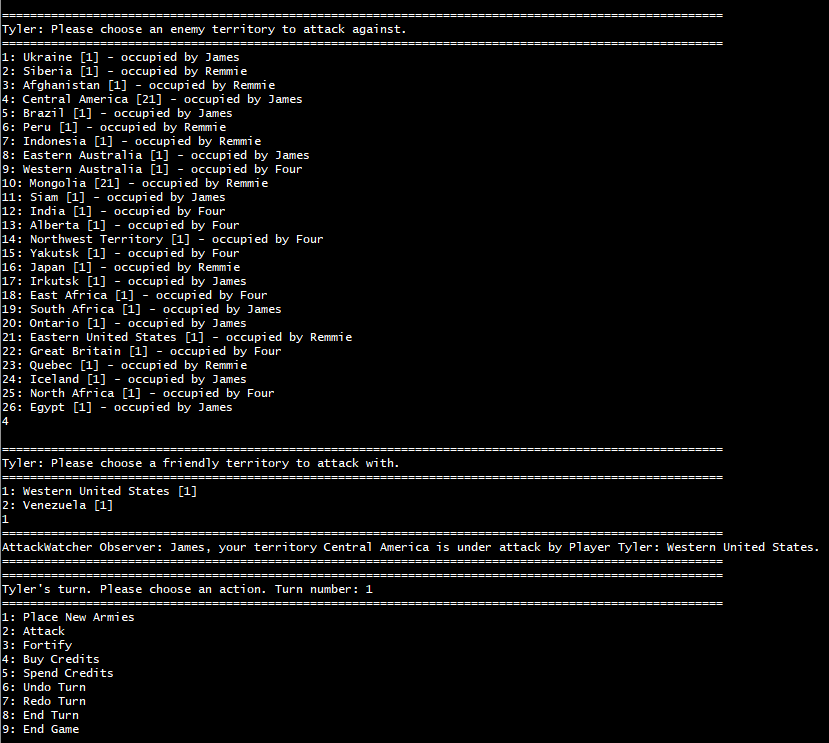 =======================================================================================================
Tyler: Please choose an enemy territory to attack against.
=======================================================================================================
1: Ukraine [1] - occupied by James
2: Siberia [1] - occupied by Remmie
3: Afghanistan [1] - occupied by Remmie
4: Central America [21] - occupied by James
5: Brazil [1] - occupied by James
6: Peru [1] - occupied by Remmie
7: Indonesia [1] - occupied by Remmie
8: Eastern Australia [1] - occupied by James
9: Western Australia [1] - occupied by Four
10: Mongolia [21] - occupied by Remmie
11: Siam [1] - occupied by James
12: India [1] - occupied by Four
13: Alberta [1] - occupied by Four
14: Northwest Territory [1] - occupied by Four
15: Yakutsk [1] - occupied by Four
16: Japan [1] - occupied by Remmie
17: Irkutsk [1] - occupied by James
18: East Africa [1] - occupied by Four
19: South Africa [1] - occupied by James
20: Ontario [1] - occupied by James
21: Eastern United States [1] - occupied by Remmie
22: Great Britain [1] - occupied by Four
23: Quebec [1] - occupied by Remmie
24: Iceland [1] - occupied by James
25: North Africa [1] - occupied by Four
26: Egypt [1] - occupied by James
4
=======================================================================================================
Tyler: Please choose a friendly territory to attack with.
=======================================================================================================
1: Western United States [1]
2: Venezuela [1]
1
=======================================================================================================
AttackWatcher Observer: James, your territory Central America is under attack by Player Tyler: Western United States.
=======================================================================================================
=======================================================================================================
Tyler's turn. Please choose an action. Turn number: 1
=======================================================================================================
1: Place New Armies
2: Attack
3: Fortify
4: Buy Credits
5: Spend Credits
6: Undo Turn
7: Redo Turn
8: End Turn
9: End Game